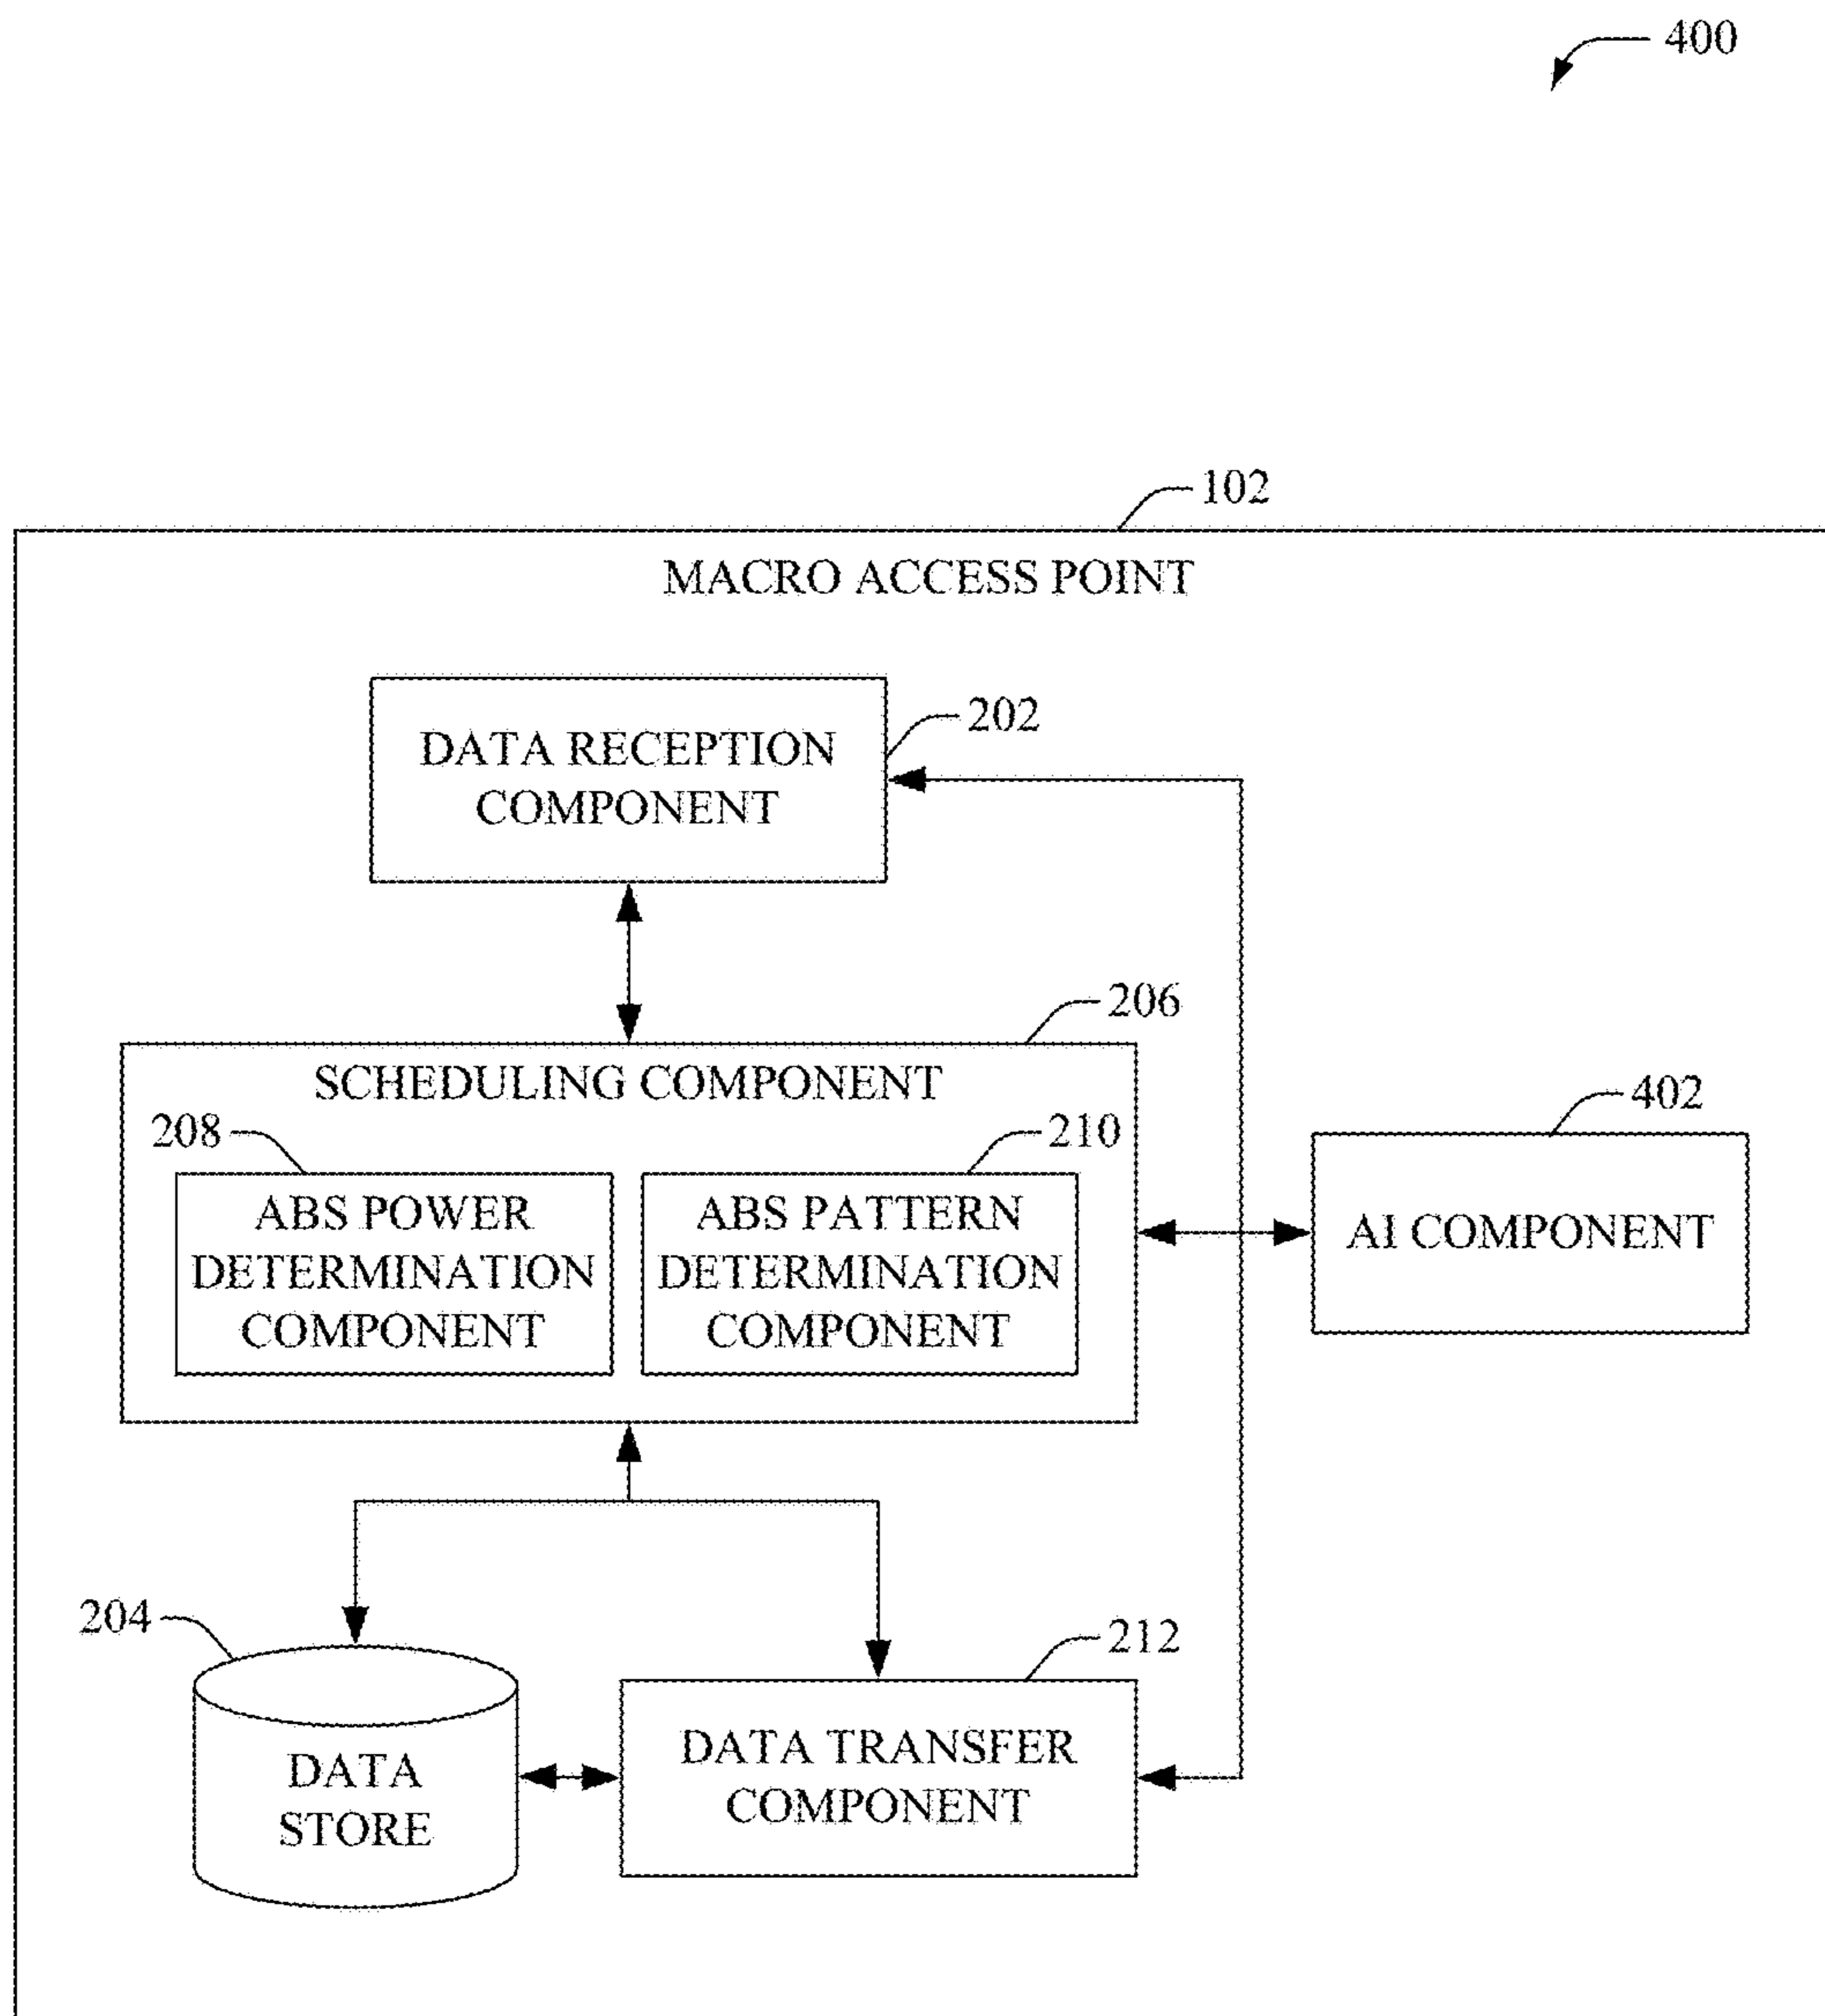 400
102
MACRO ACCESS POINT
202
DATA RECEPTION
COMPONENT
206
SCHEDULING COMPONENT
208
210
ABS POWER
DETERMINATION
COMPONENT
ABS PATTERN
DETERMINATION
COMPONENT
402
AI COMPONENT
204
DATA
STORE
212
DATA TRANSFER
COMPONENT